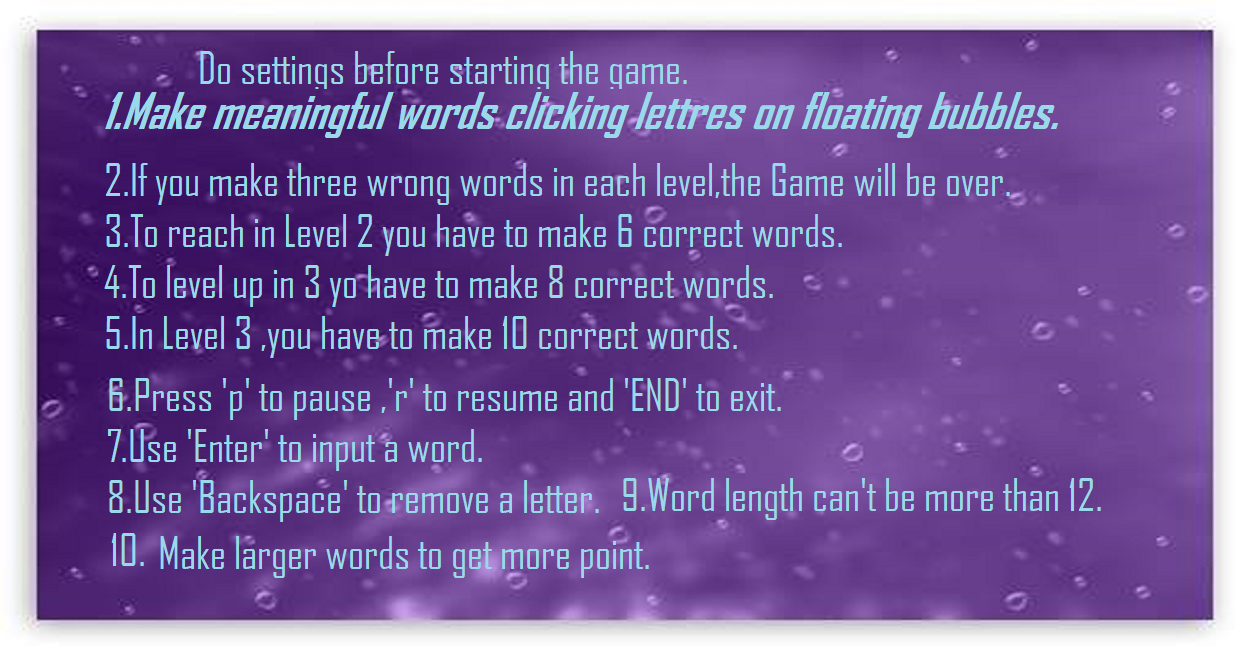 Do settings before starting the game.
1.Make meaningful words clicking lettres on floating bubbles.
2.If you make three wrong words in each level,the Game will be over.
3.To reach in Level 2 you have to make 6 correct words.
4.To level up in 3 yo have to make 8 correct words.
5.In Level 3 ,you have to make 10 correct words.
6.Press 'p' to pause ,'r' to resume and 'END' to exit.
7.Use 'Enter' to input a word.
8.Use 'Backspace' to remove a letter. 9.Word length can't be more than 12.
10. Make larger words to get more point.